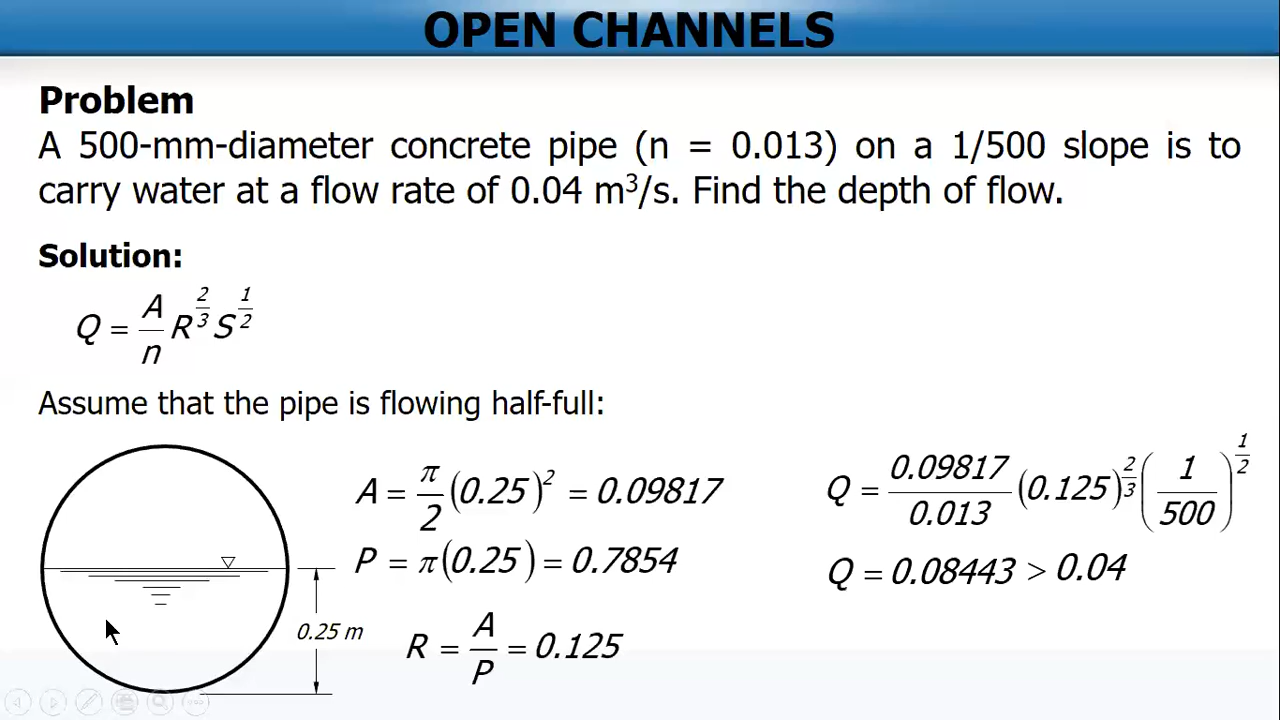 OPEN CHANNELS
Problem
A 500-mm-diameter concrete pipe (n = 0.013) on a 1/500 slope is to
carry water at a flow rate of 0.04 m³/s. Find the depth of flow.
Solution:
Q = A/n R^(2/3) S^(1/2)
Assume that the pipe is flowing half-full:
A = π/2 (0.25)² = 0.09817
P = π(0.25) = 0.7854
R = A/P = 0.125
0.25 m
Q = 0.09817/0.013 (0.125)^(2/3) (1/500)^(1/2)
Q = 0.08443 > 0.04